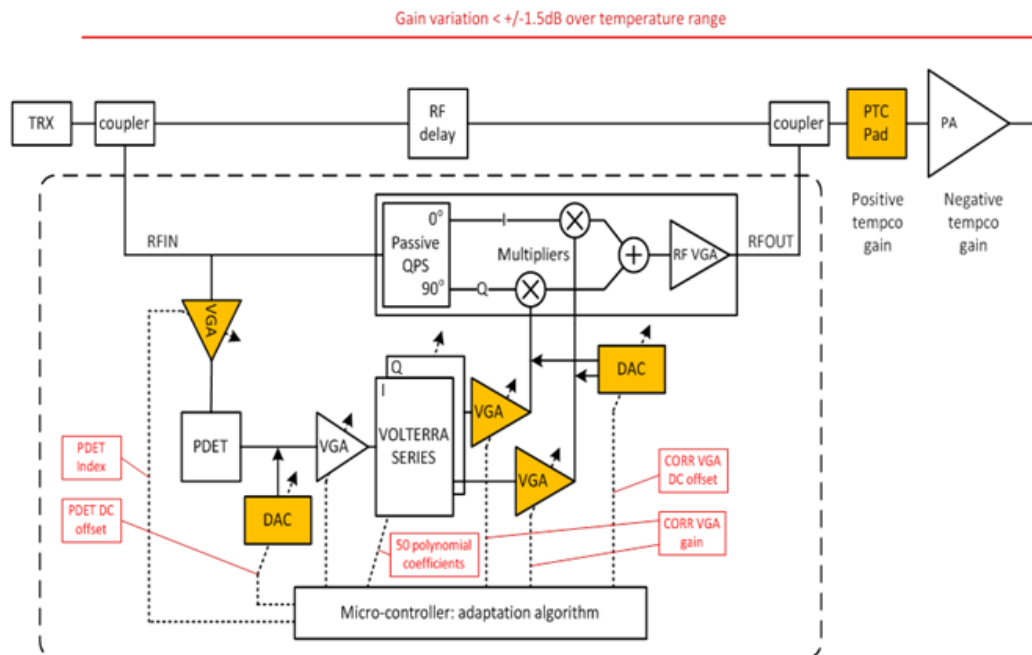 Gain variation < +/-1.5dB over temperature range
TRX
coupler
RF
delay
coupler
PTC
Pad
PA
Positive
tempco
gain
Negative
tempco
gain
RFIN
Passive
QPS
0°
90°
I
Q
Multipliers
RF VGA
RFOUT
VGA
PDET
VGA
Q
I
VOLTERRA
SERIES
VGA
VGA
DAC
DAC
PDET
Index
PDET DC
offset
50 polynomial
coefficients
CORR VGA
DC offset
CORR VGA
gain
Micro-controller: adaptation algorithm